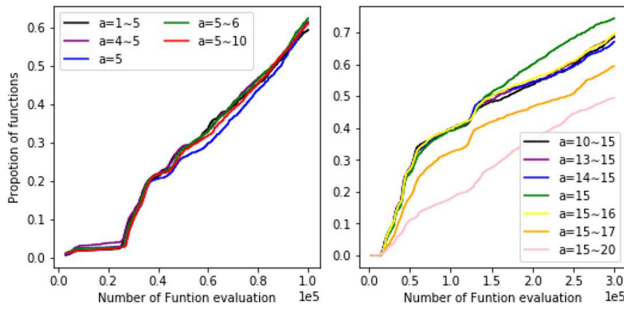 Propotion of functions
0.6
0.5
0.4
0.3
0.2
0.1
0.0
a=1~5
a=4~5
a=5
a=5~6
a=5~10
0.0 0.2 0.4 0.6 0.8 1.0
Number of Funtion evaluation
1e5
0.7
0.6
0.5
0.4
0.3
0.2
0.1
0.0
a=10~15
a=13~15
a=14~15
a=15
a=15~16
a=15~17
a=15~20
0.0 0.5 1.0 1.5 2.0 2.5 3.0
Number of Funtion evaluation
1e5